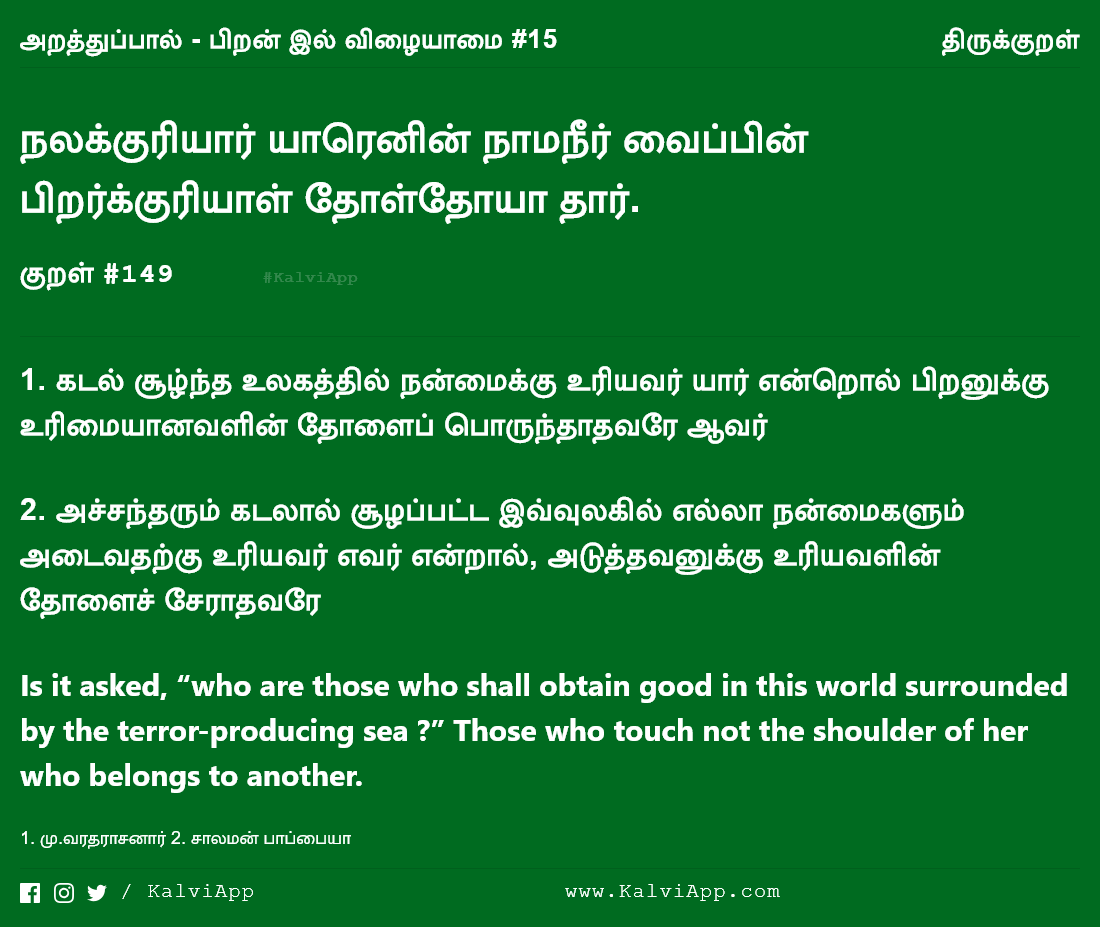 அறத்துப்பால் - பிறன் இல் விழையாமை #15 திருக்குறள்
நலக்குரியார் யாரெனின் நாமநீர் வைப்பின்
பிறர்க்குரியாள் தோள்தோயா தார்.
குறள் #149 #KalviApp
1. கடல் சூழ்ந்த உலகத்தில் நன்மைக்கு உரியவர் யார் என்றொல் பிறனுக்கு
உரிமையானவளின் தோளைப் பொருந்தாதவரே ஆவர்
2. அச்சந்தரும் கடலால் சூழப்பட்ட இவ்வுலகில் எல்லா நன்மைகளும்
அடைவதற்கு உரியவர் எவர் என்றால், அடுத்தவனுக்கு உரியவளின்
தோளைச் சேராதவரே
Is it asked, “who are those who shall obtain good in this world surrounded
by the terror-producing sea ?” Those who touch not the shoulder of her
who belongs to another.
1. மு.வரதராசனார் 2. சாலமன் பாப்பையா
/ KalviApp www.KalviApp.com